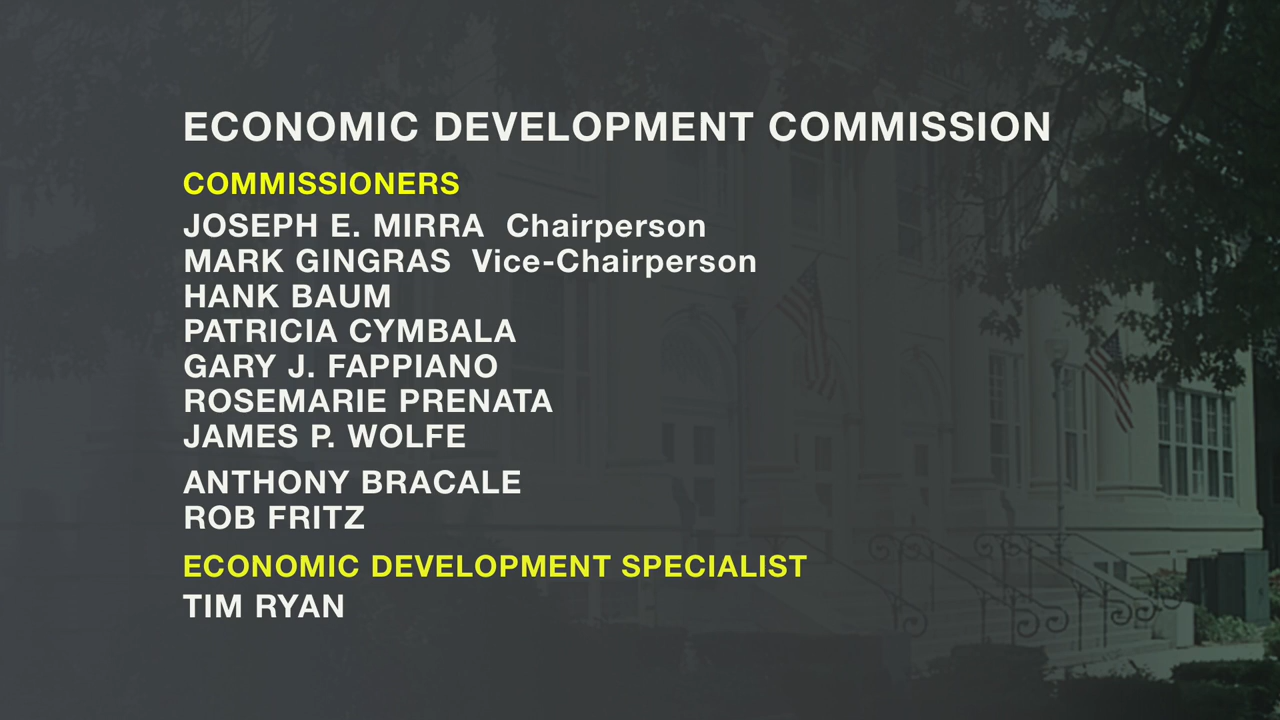 ECONOMIC DEVELOPMENT COMMISSION
COMMISSIONERS
JOSEPH E. MIRRA Chairperson
MARK GINGRAS Vice-Chairperson
HANK BAUM
PATRICIA CYMBALA
GARY J. FAPPIANO
ROSEMARIE PRENATA
JAMES P. WOLFE
ANTHONY BRACALE
ROB FRITZ
ECONOMIC DEVELOPMENT SPECIALIST
TIM RYAN